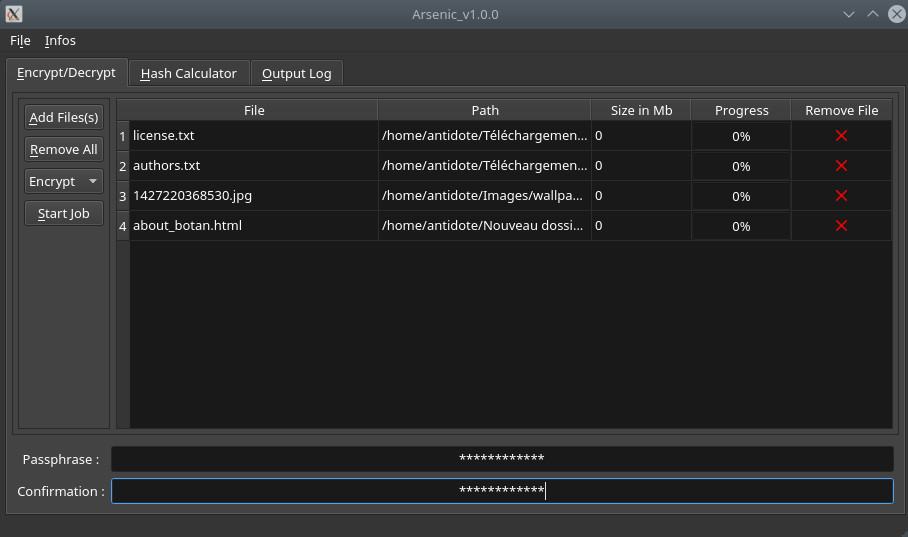 Arsenic_v1.0.0
File Infos
Encrypt/Decrypt Hash Calculator Output Log
Add Files(s)
Remove All
Encrypt
Start Job
File Path Size in Mb Progress Remove File
1 license.txt /home/antidote/Téléchargemen... 0 0%
2 authors.txt /home/antidote/Téléchargemen... 0 0%
3 1427220368530.jpg /home/antidote/Images/wallpa... 0 0%
4 about_botan.html /home/antidote/Nouveau dossi... 0 0%
Passphrase : ************
Confirmation : ************